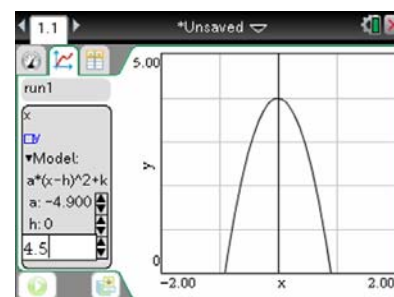 1.1
*Unsaved
run1
x
y
▾Model:
a*(x-h)^2+k
a: -4.900
h: 0
4.5
5.00
y
0
-2.00
x
2.00